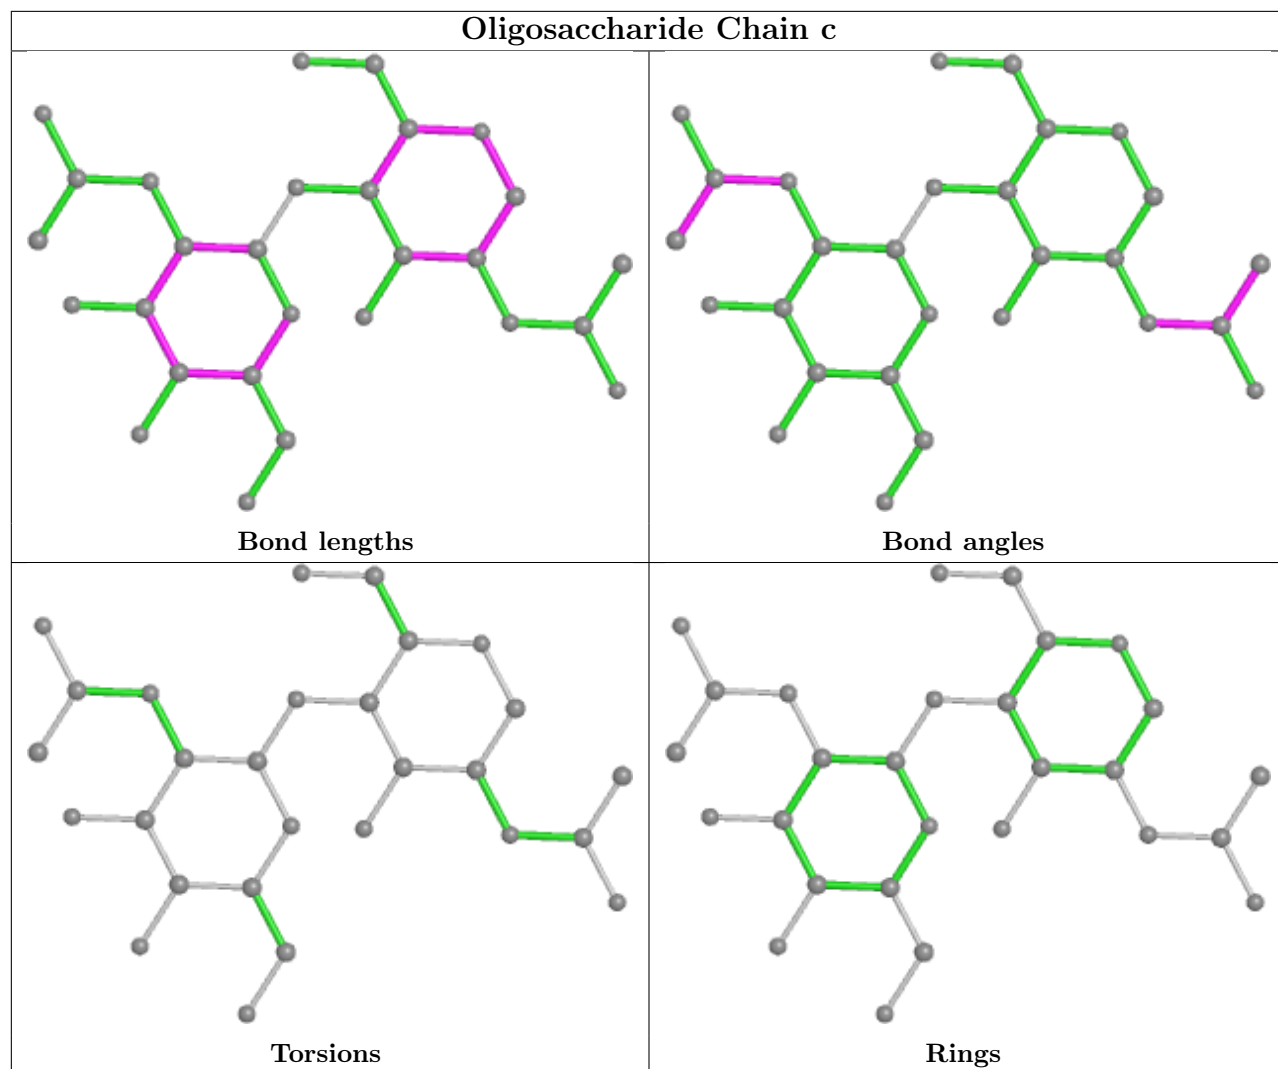 Oligosaccharide Chain c
Bond lengths
Bond angles
Torsions
Rings